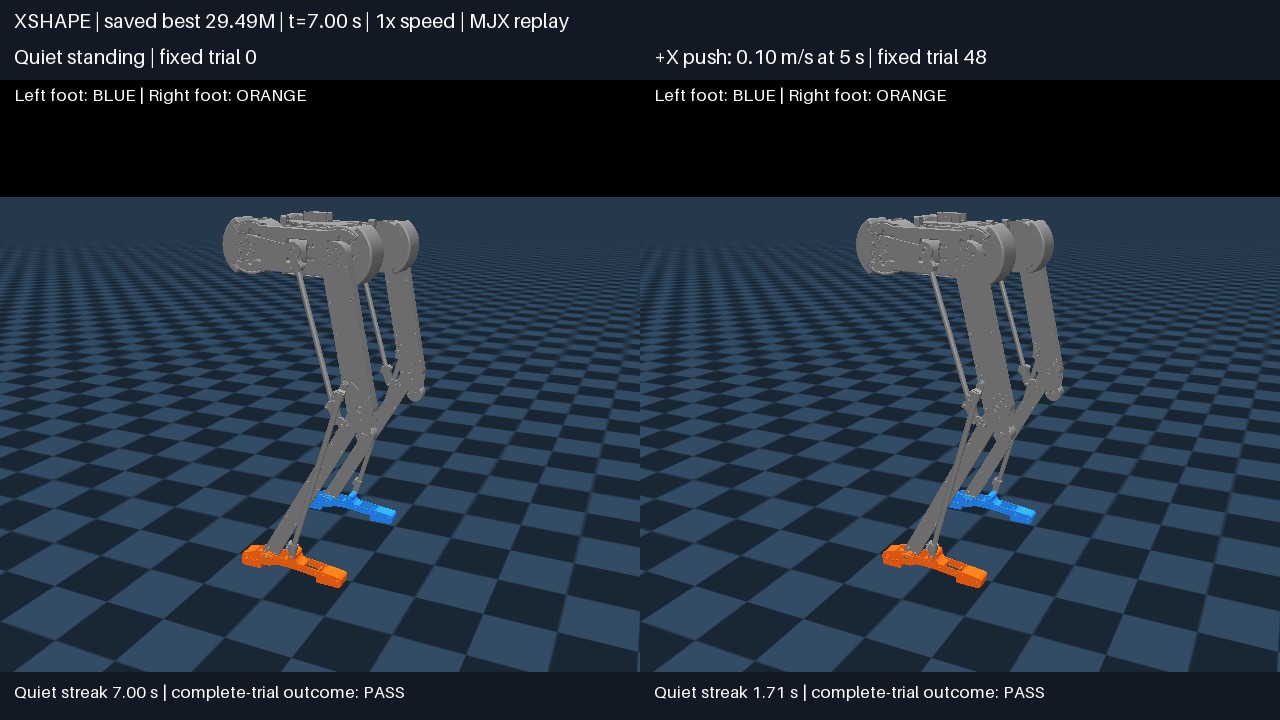 XSHAPE | saved best 29.49M | t=7.00 s | 1x speed | MJX replay
Quiet standing | fixed trial 0
+X push: 0.10 m/s at 5 s | fixed trial 48
Left foot: BLUE | Right foot: ORANGE
Left foot: BLUE | Right foot: ORANGE
Quiet streak 7.00 s | complete-trial outcome: PASS
Quiet streak 1.71 s | complete-trial outcome: PASS